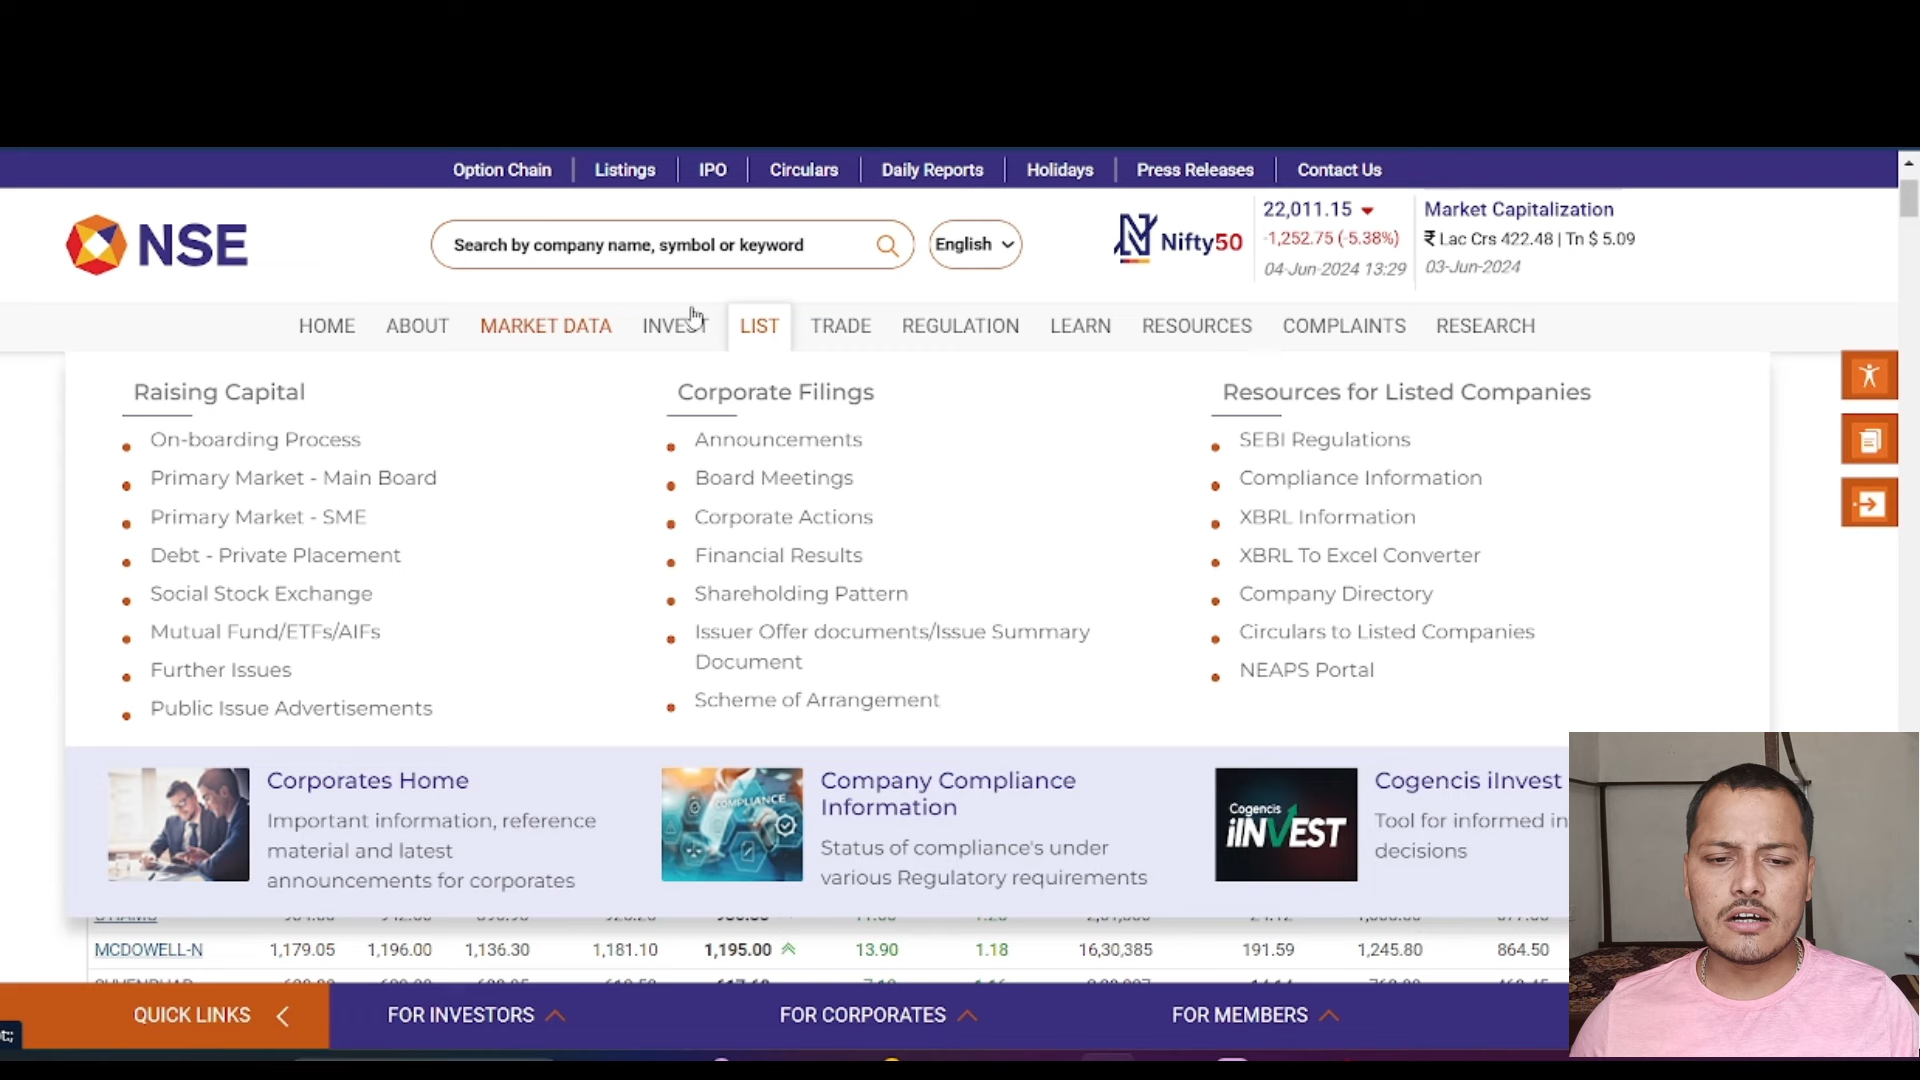 Option Chain
Listings
IPO
Circulars
Daily Reports
Holidays
Press Releases
Contact Us
NSE
Search by company name, symbol or keyword
English
Nifty50
22,011.15
-1,252.75 (-5.38%)
04-Jun-2024 13:29
Market Capitalization
₹ Lac Crs 422.48 | Tn $ 5.09
03-Jun-2024
HOME
ABOUT
MARKET DATA
INVEST
LIST
TRADE
REGULATION
LEARN
RESOURCES
COMPLAINTS
RESEARCH
Raising Capital
On-boarding Process
Primary Market - Main Board
Primary Market - SME
Debt - Private Placement
Social Stock Exchange
Mutual Fund/ETFs/AIFs
Further Issues
Public Issue Advertisements
Corporate Filings
Announcements
Board Meetings
Corporate Actions
Financial Results
Shareholding Pattern
Issuer Offer documents/Issue Summary
Document
Scheme of Arrangement
Resources for Listed Companies
SEBI Regulations
Compliance Information
XBRL Information
XBRL To Excel Converter
Company Directory
Circulars to Listed Companies
NEAPS Portal
Corporates Home
Important information, reference
material and latest
announcements for corporates
COMPLIANCE
Company Compliance
Information
Status of compliance's under
various Regulatory requirements
Cogencis
iINVEST
Cogencis iInvest
Tool for informed in
decisions
MCDOWELL-N 1,179.05 1,196.00 1,136.30 1,181.10 1,195.00 13.90 1.18 16,30,385 191.59 1,245.80 864.50
QUICK LINKS
FOR INVESTORS
FOR CORPORATES
FOR MEMBERS